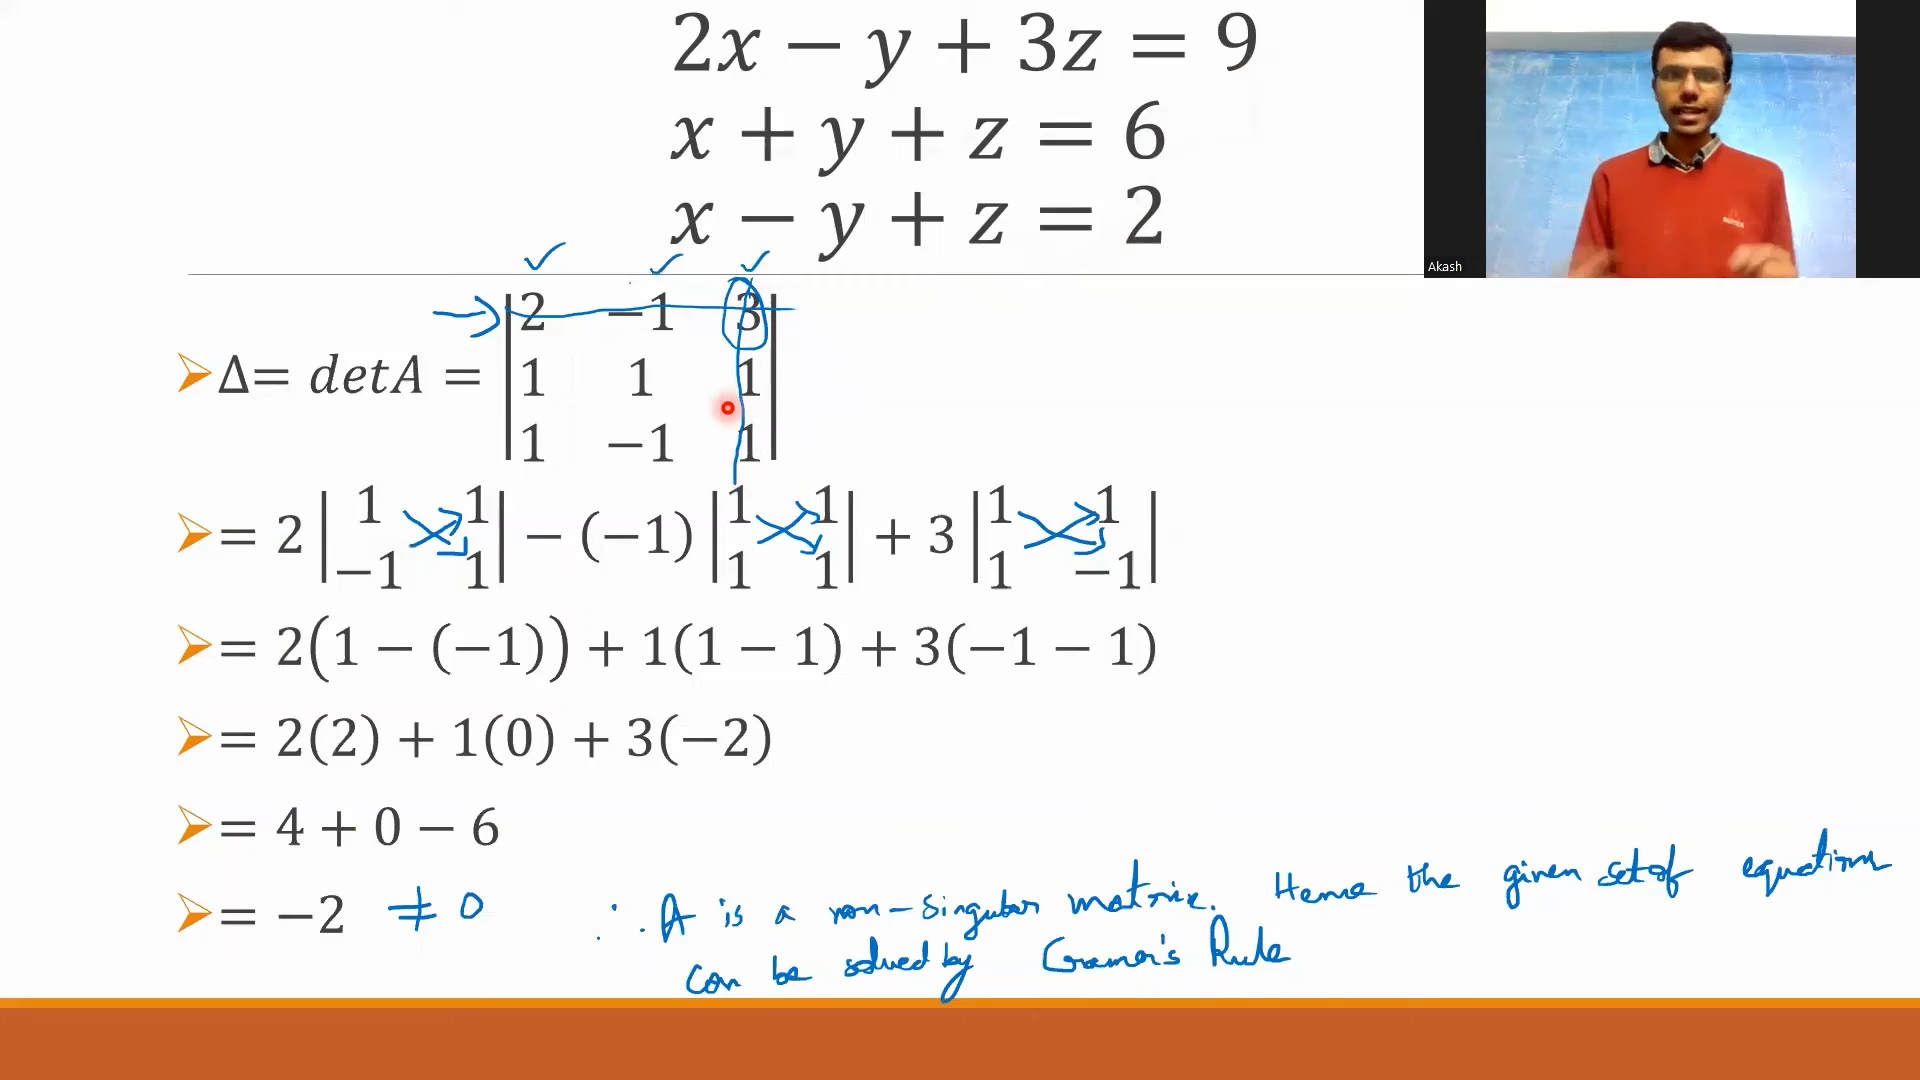 2x − y + 3z = 9
x + y + z = 6
x − y + z = 2
Akash
Δ= detA = |2 −1 3|
|1 1 1|
|1 −1 1|
= 2 |1 1| − (−1) |1 1| + 3 |1 1|
|−1 1| |1 1| |1 −1|
= 2(1 − (−1)) + 1(1 − 1) + 3(−1 − 1)
= 2(2) + 1(0) + 3(−2)
= 4 + 0 − 6
= −2 ≠ 0 ∴ A is a non-singular matrix. Hence the given set of equations
can be solved by Cramer's Rule